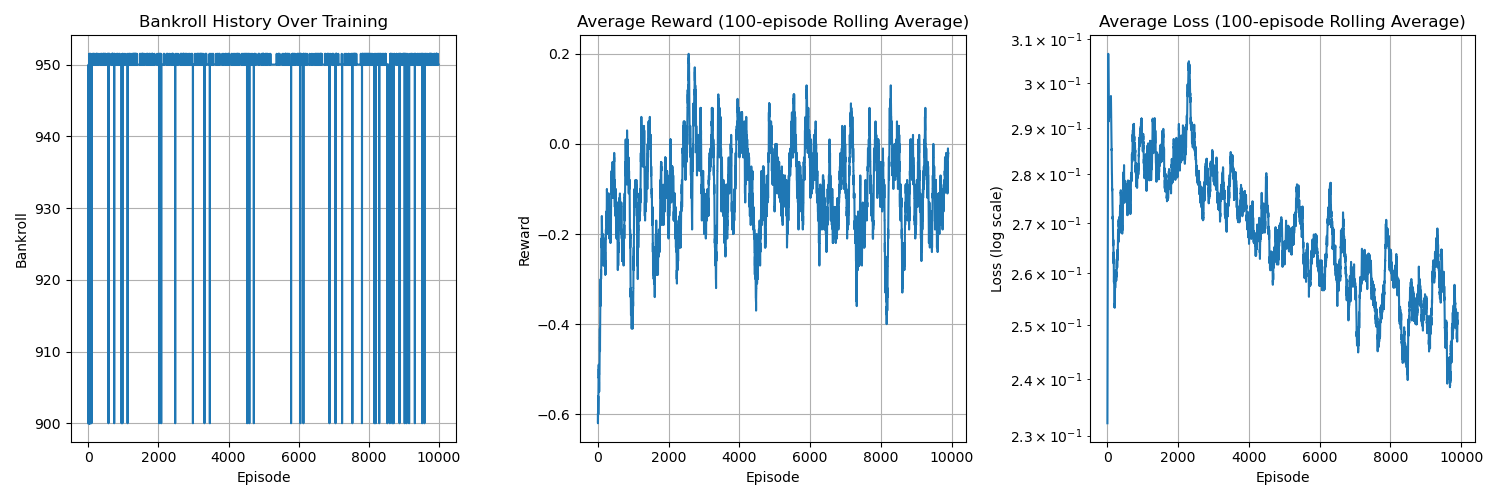 Bankroll History Over Training
950
940
930
920
910
900
Bankroll
0
2000
4000
6000
8000
10000
Episode
Average Reward (100-episode Rolling Average)
0.2
0.0
−0.2
−0.4
−0.6
Reward
0
2000
4000
6000
8000
10000
Episode
Average Loss (100-episode Rolling Average)
3.1 × 10⁻¹
3 × 10⁻¹
2.9 × 10⁻¹
2.8 × 10⁻¹
2.7 × 10⁻¹
2.6 × 10⁻¹
2.5 × 10⁻¹
2.4 × 10⁻¹
2.3 × 10⁻¹
Loss (log scale)
0
2000
4000
6000
8000
10000
Episode